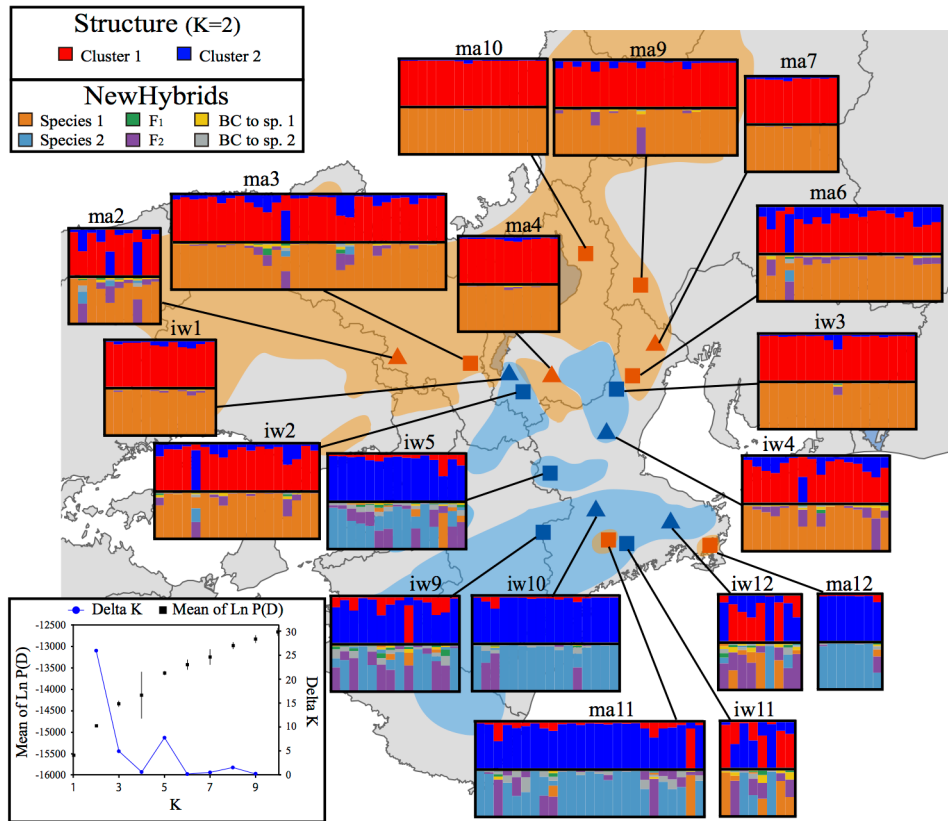 Structure (K=2)
Cluster 1 Cluster 2
NewHybrids
Species 1 F1 BC to sp. 1
Species 2 F2 BC to sp. 2
ma10
ma9
ma7
ma3
ma2
ma4
ma6
iw1
iw3
iw2
iw5
iw4
iw9
iw10
iw12
ma12
ma11
iw11
Delta K Mean of Ln P(D)
Mean of Ln P(D)
-12500
-13000
-13500
-14000
-14500
-15000
-15500
-16000
30
25
20
15
10
5
0
Delta K
1 3 5 7 9
K